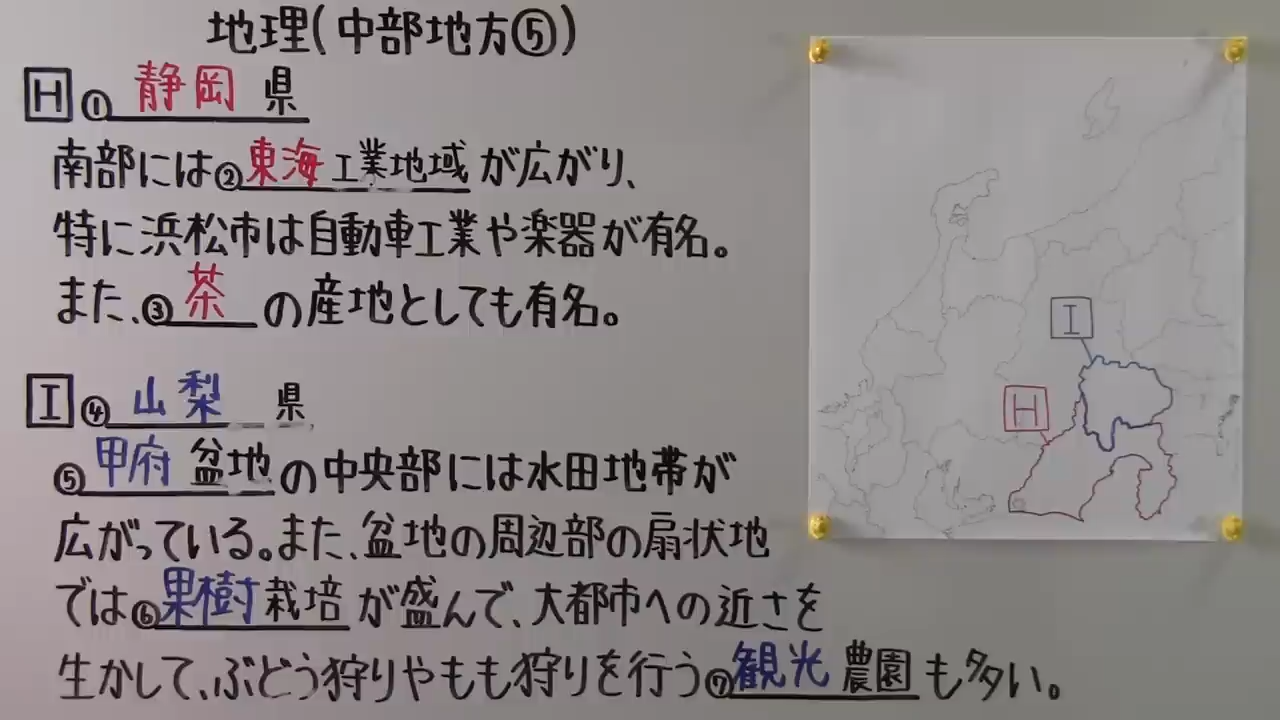 地理(中部地方⑤)
H ①静岡県
南部には②東海工業地域が広がり、
特に浜松市は自動車工業や楽器が有名。
また、③茶の産地としても有名。
I ④山梨県
⑤甲府盆地の中央部には水田地帯が
広がっている。また、盆地の周辺部の扇状地
では⑥果樹栽培が盛んで、大都市への近さを
生かして、ぶどう狩りやもも狩りを行う⑦観光農園も多い。
I
H